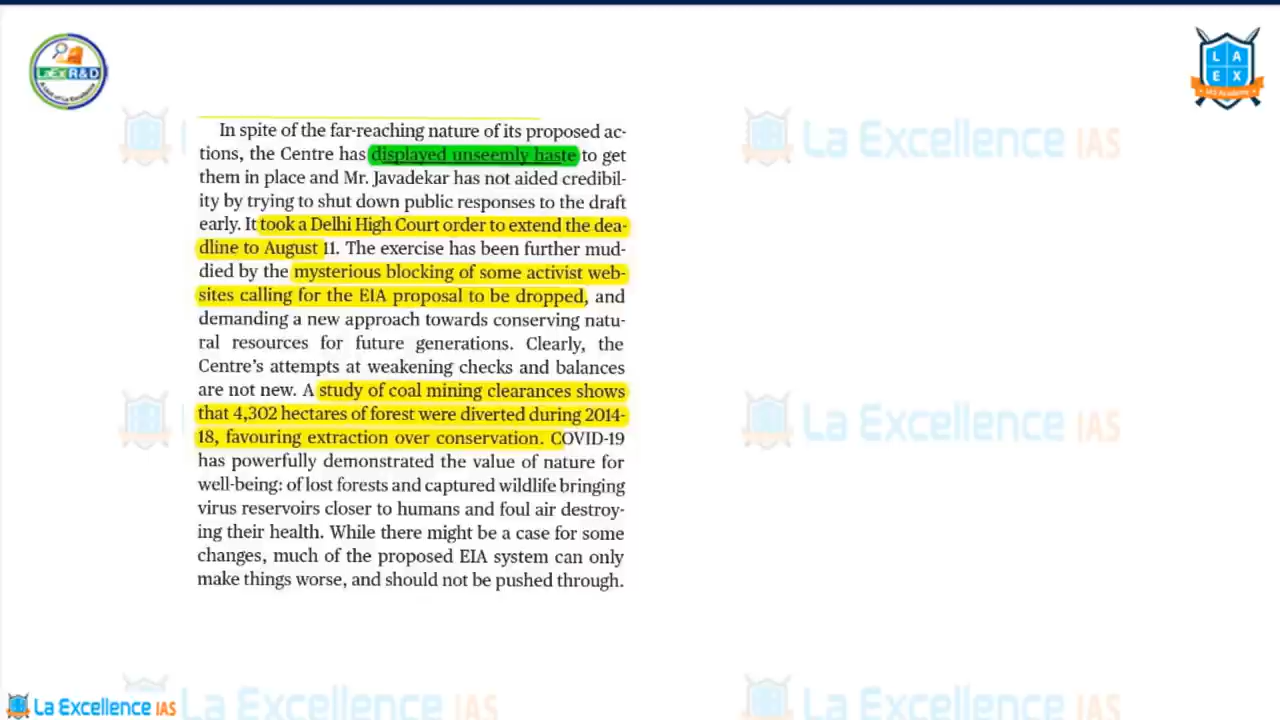 LaEx R&D
L A
E X
IAS Academy
In spite of the far-reaching nature of its proposed ac-
tions, the Centre has displayed unseemly haste to get
them in place and Mr. Javadekar has not aided credibil-
ity by trying to shut down public responses to the draft
early. It took a Delhi High Court order to extend the dea-
dline to August 11. The exercise has been further mud-
died by the mysterious blocking of some activist web-
sites calling for the EIA proposal to be dropped, and
demanding a new approach towards conserving natu-
ral resources for future generations. Clearly, the
Centre's attempts at weakening checks and balances
are not new. A study of coal mining clearances shows
that 4,302 hectares of forest were diverted during 2014-
18, favouring extraction over conservation. COVID-19
has powerfully demonstrated the value of nature for
well-being: of lost forests and captured wildlife bringing
virus reservoirs closer to humans and foul air destroy-
ing their health. While there might be a case for some
changes, much of the proposed EIA system can only
make things worse, and should not be pushed through.
La Excellence IAS
La Excellence IAS
La Excellence IAS
La Excellence IAS
La Excellence IAS